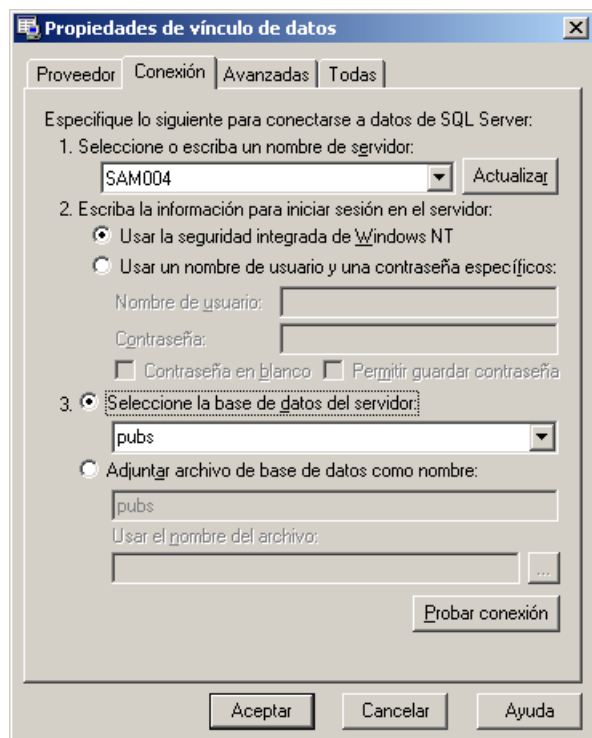 Propiedades de vínculo de datos
Proveedor Conexión Avanzadas Todas
Especifique lo siguiente para conectarse a datos de SQL Server:
1. Seleccione o escriba un nombre de servidor:
SAM004 Actualizar
2. Escriba la información para iniciar sesión en el servidor:
Usar la seguridad integrada de Windows NT
Usar un nombre de usuario y una contraseña específicos:
Nombre de usuario:
Contraseña:
Contraseña en blanco Permitir guardar contraseña
3. Seleccione la base de datos del servidor:
pubs
Adjuntar archivo de base de datos como nombre:
pubs
Usar el nombre del archivo:
...
Probar conexión
Aceptar Cancelar Ayuda